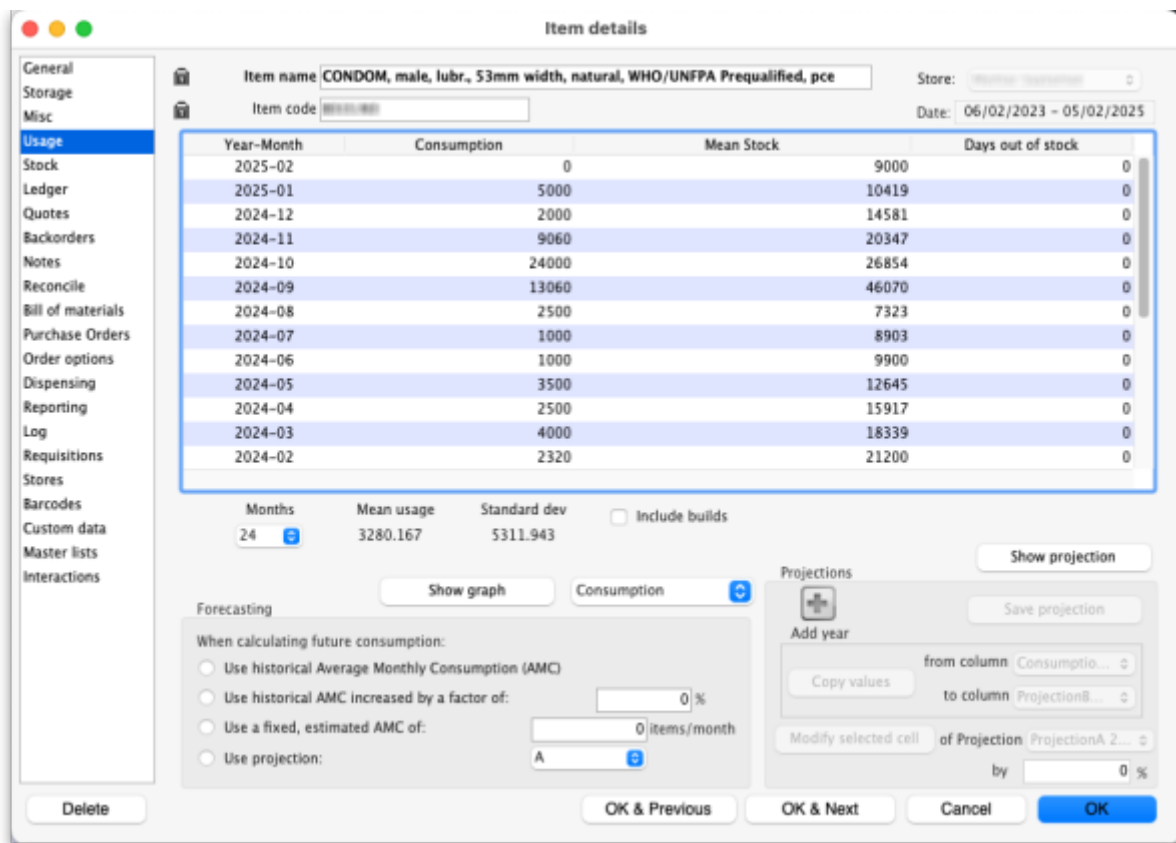 Item details
General
Storage
Misc
Usage
Stock
Ledger
Quotes
Backorders
Notes
Reconcile
Bill of materials
Purchase Orders
Order options
Dispensing
Reporting
Log
Requisitions
Stores
Barcodes
Custom data
Master lists
Interactions
Item name CONDOM, male, lubr., 53mm width, natural, WHO/UNFPA Prequalified, pce
Store:
Item code
Date: 06/02/2023 - 05/02/2025
Year-Month Consumption Mean Stock Days out of stock
2025-02 0 9000 0
2025-01 5000 10419 0
2024-12 2000 14581 0
2024-11 9060 20347 0
2024-10 24000 26854 0
2024-09 13060 46070 0
2024-08 2500 7323 0
2024-07 1000 8903 0
2024-06 1000 9900 0
2024-05 3500 12645 0
2024-04 2500 15917 0
2024-03 4000 18339 0
2024-02 2320 21200 0
Months Mean usage Standard dev Include builds
24 3280.167 5311.943
Show projection
Show graph Consumption
Forecasting
When calculating future consumption:
Use historical Average Monthly Consumption (AMC)
Use historical AMC increased by a factor of: 0 %
Use a fixed, estimated AMC of: 0 items/month
Use projection: A
Projections
Save projection
Add year
Copy values
from column Consumptio...
to column ProjectionB...
Modify selected cell of Projection ProjectionA 2...
by 0 %
Delete OK & Previous OK & Next Cancel OK